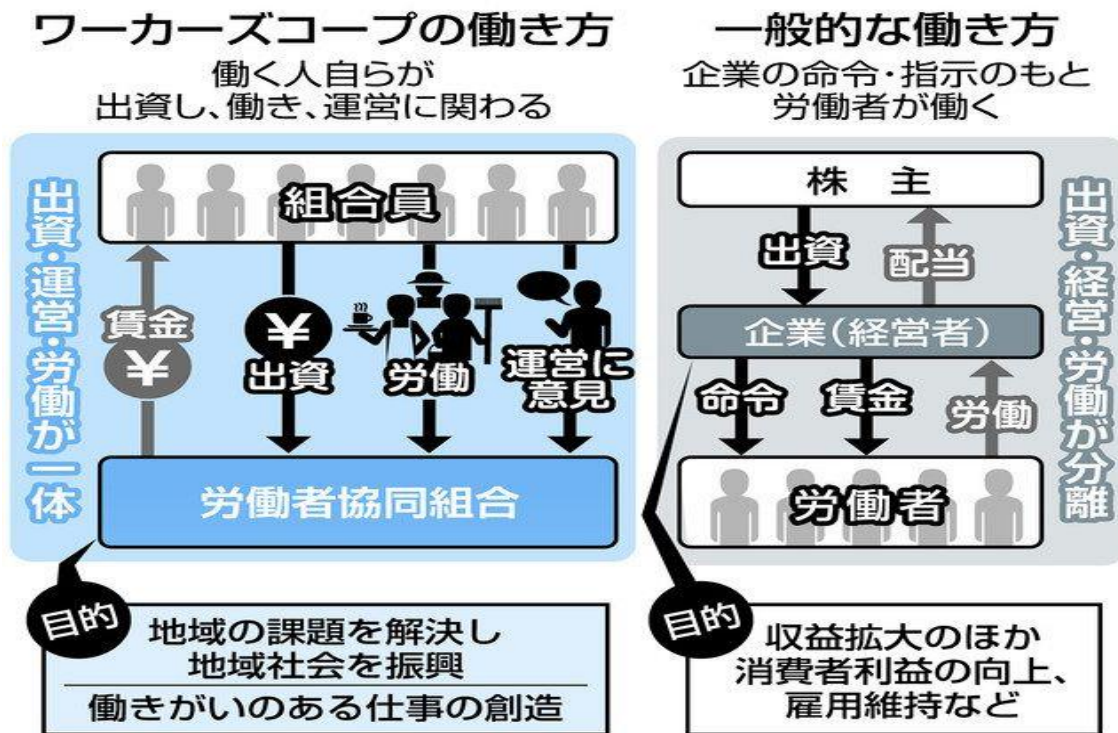 ワーカーズコープの働き方
働く人自らが
出資し、働き、運営に関わる
出資・運営・労働が一体
組合員
賃金
¥
¥
出資
労働
運営に
意見
労働者協同組合
目的
地域の課題を解決し
地域社会を振興
働きがいのある仕事の創造
一般的な働き方
企業の命令・指示のもと
労働者が働く
株 主
出資
配当
企業(経営者)
命令
賃金
労働
労働者
出資・経営・労働が分離
目的
収益拡大のほか
消費者利益の向上、
雇用維持など